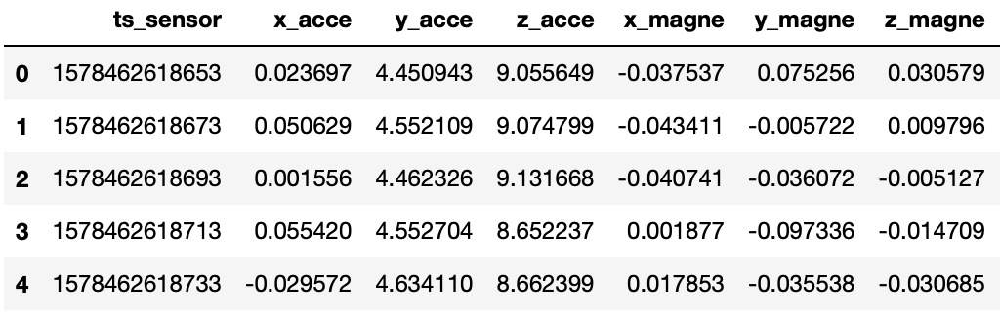 ts_sensor x_acce y_acce z_acce x_magne y_magne z_magne
0 1578462618653 0.023697 4.450943 9.055649 -0.037537 0.075256 0.030579
1 1578462618673 0.050629 4.552109 9.074799 -0.043411 -0.005722 0.009796
2 1578462618693 0.001556 4.462326 9.131668 -0.040741 -0.036072 -0.005127
3 1578462618713 0.055420 4.552704 8.652237 0.001877 -0.097336 -0.014709
4 1578462618733 -0.029572 4.634110 8.662399 0.017853 -0.035538 -0.030685